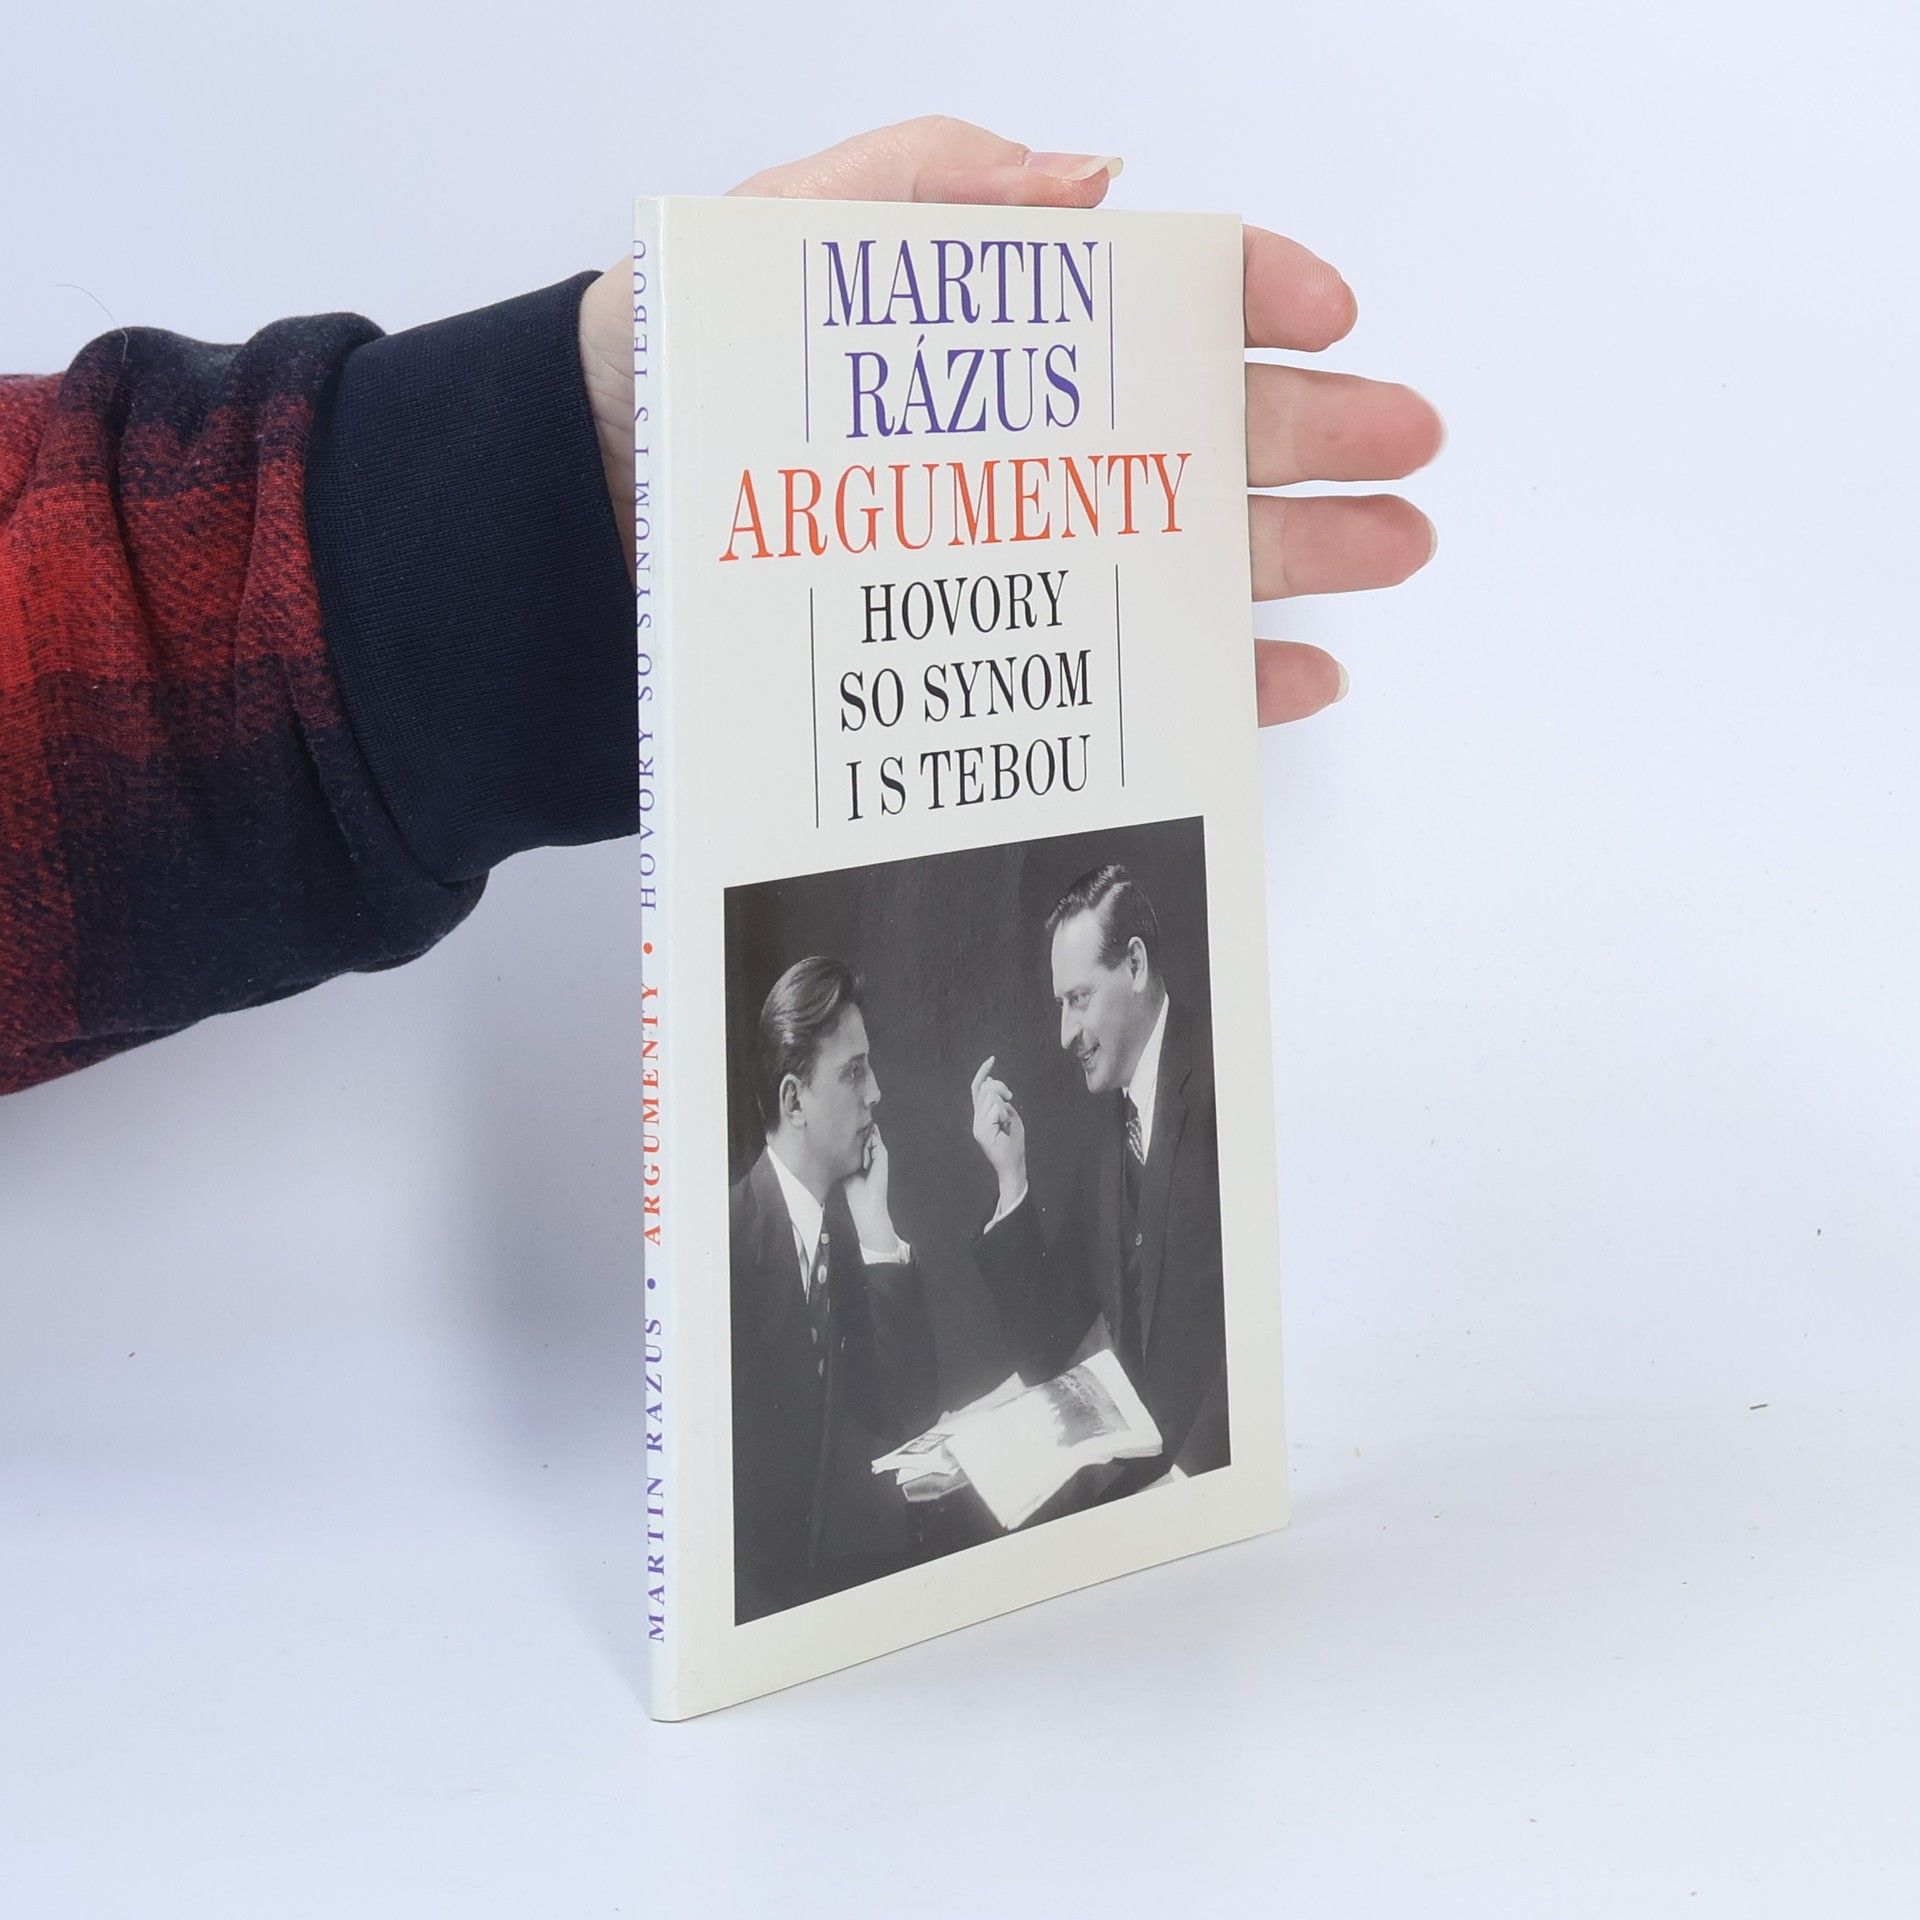 MARTIN
RÁZUS
ARGUMENTY
HOVORY
SO SYNOM
I S TEBOU
MARTIN RÁZUS • ARGUMENTY • HOVORY SO SYNOM I S TEBOU